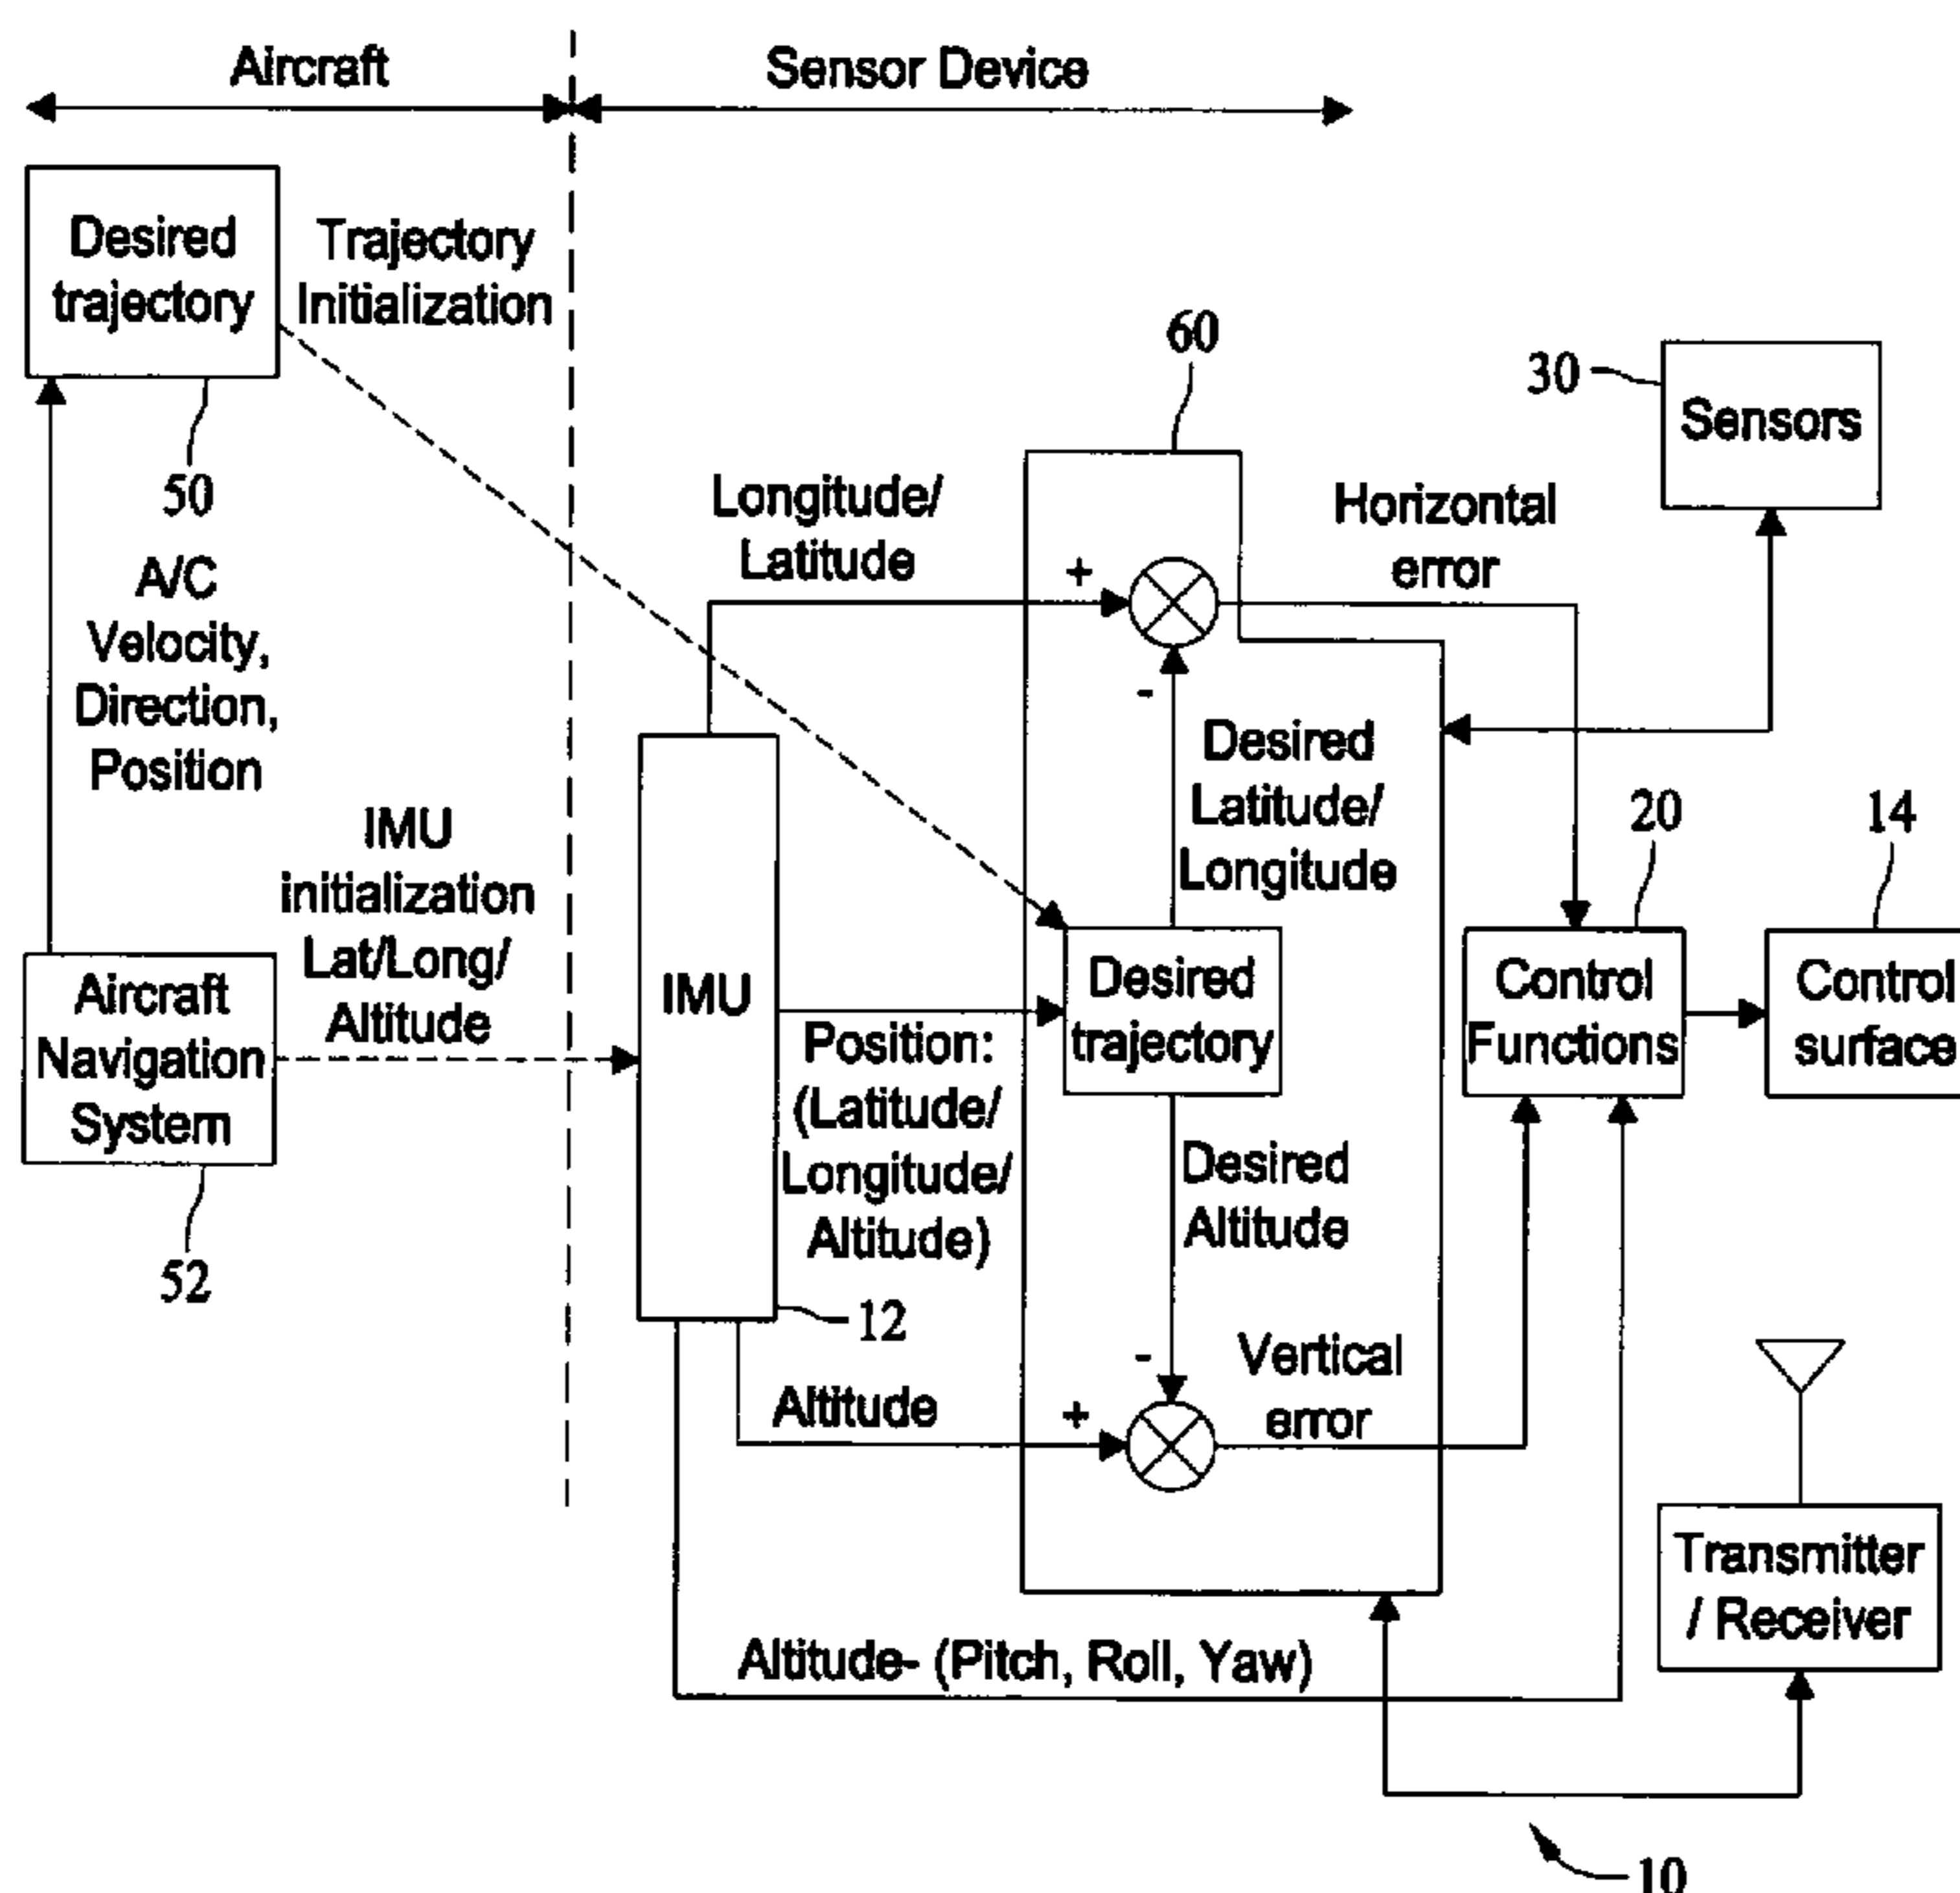 Aircraft
Sensor Device
Desired
trajectory
Trajectory
Initialization
50
A/C
Velocity,
Direction,
Position
IMU
initialization
Lat/Long/
Altitude
Aircraft
Navigation
System
52
Longitude/
Latitude
IMU
12
Position:
(Latitude/
Longitude/
Altitude)
Altitude
Altitude- (Pitch, Roll, Yaw)
60
+
-
Horizontal
error
Desired
Latitude/
Longitude
Desired
trajectory
Desired
Altitude
-
+
Vertical
error
30
Sensors
20
Control
Functions
14
Control
surface
Transmitter
/ Receiver
10